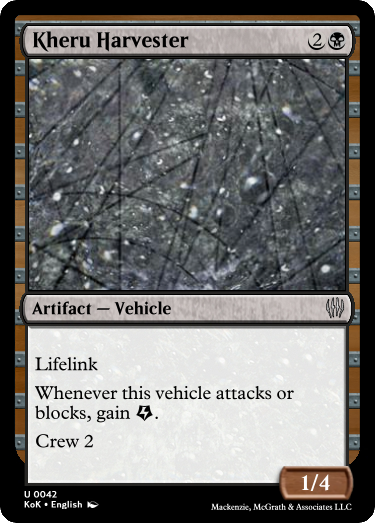 Kheru Harvester 2
Artifact — Vehicle
Lifelink
Whenever this vehicle attacks or
blocks, gain .
Crew 2
1/4
U 0042
KoK • English
Mackenzie, McGrath & Associates LLC